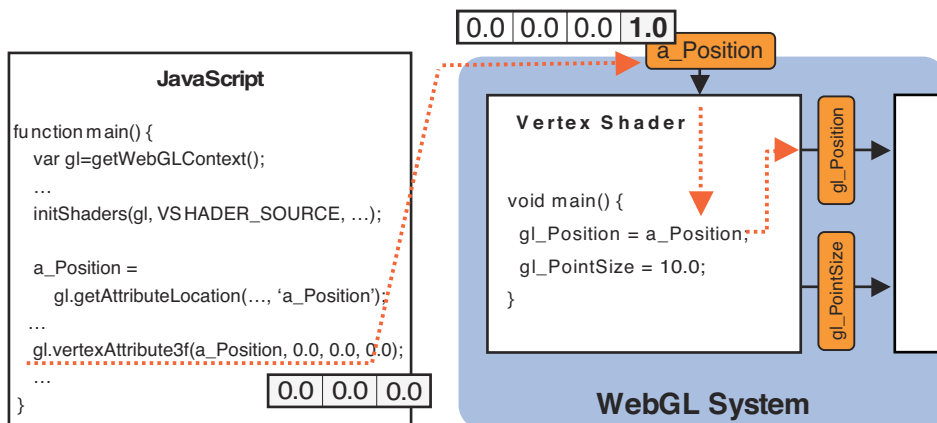 JavaScript
function main() {
var gl=getWebGLContext();
…
initShaders(gl, VSHADER_SOURCE, …);
a_Position =
gl.getAttributeLocation(…, ‘a_Position’);
…
gl.vertexAttribute3f(a_Position, 0.0, 0.0, 0.0);
…
}
0.0 0.0 0.0
0.0 0.0 0.0 1.0
a_Position
Vertex Shader
void main() {
gl_Position = a_Position;
gl_PointSize = 10.0;
}
gl_Position
gl_PointSize
WebGL System